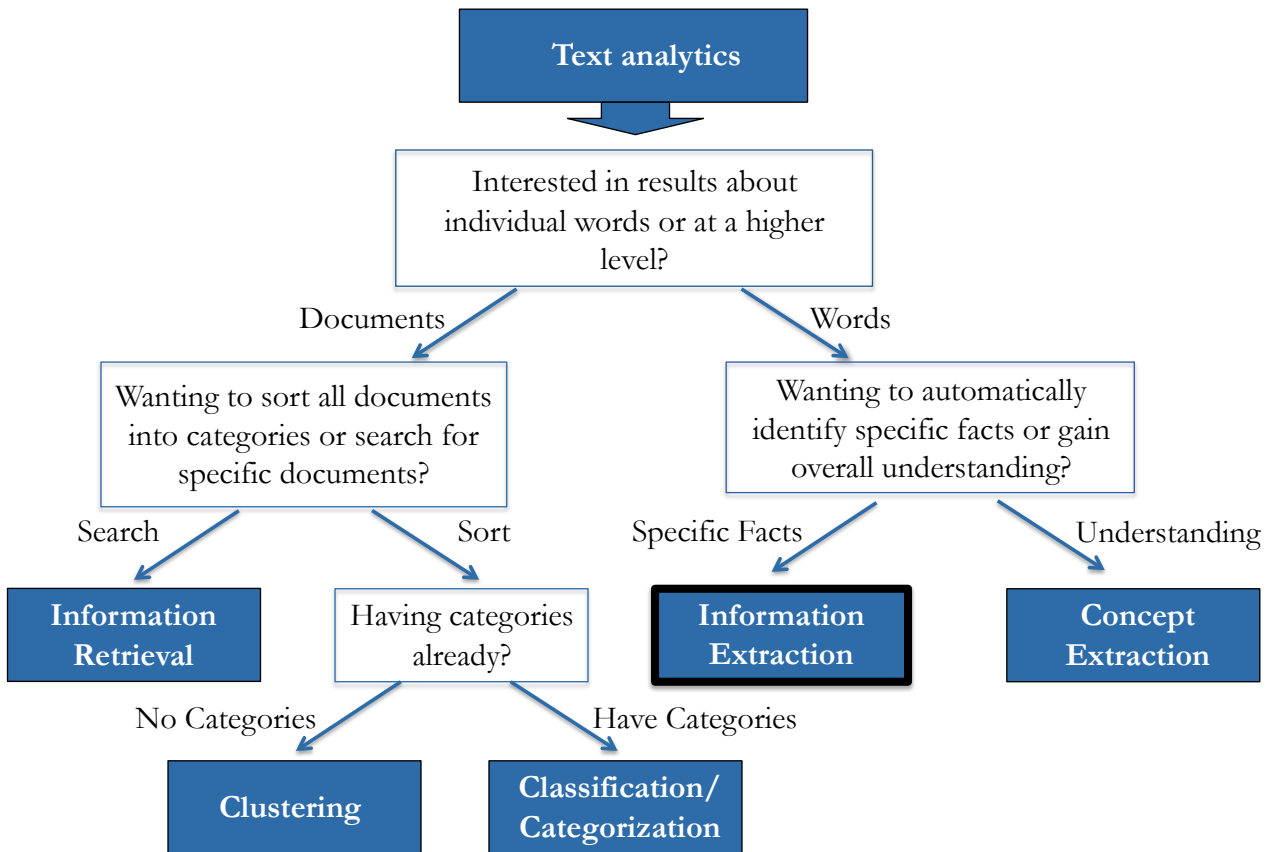 Text analytics
Interested in results about
individual words or at a higher
level?
Documents
Words
Wanting to sort all documents
into categories or search for
specific documents?
Wanting to automatically
identify specific facts or gain
overall understanding?
Search
Sort
Specific Facts
Understanding
Information
Retrieval
Having categories
already?
Information
Extraction
Concept
Extraction
No Categories
Have Categories
Clustering
Classification/
Categorization